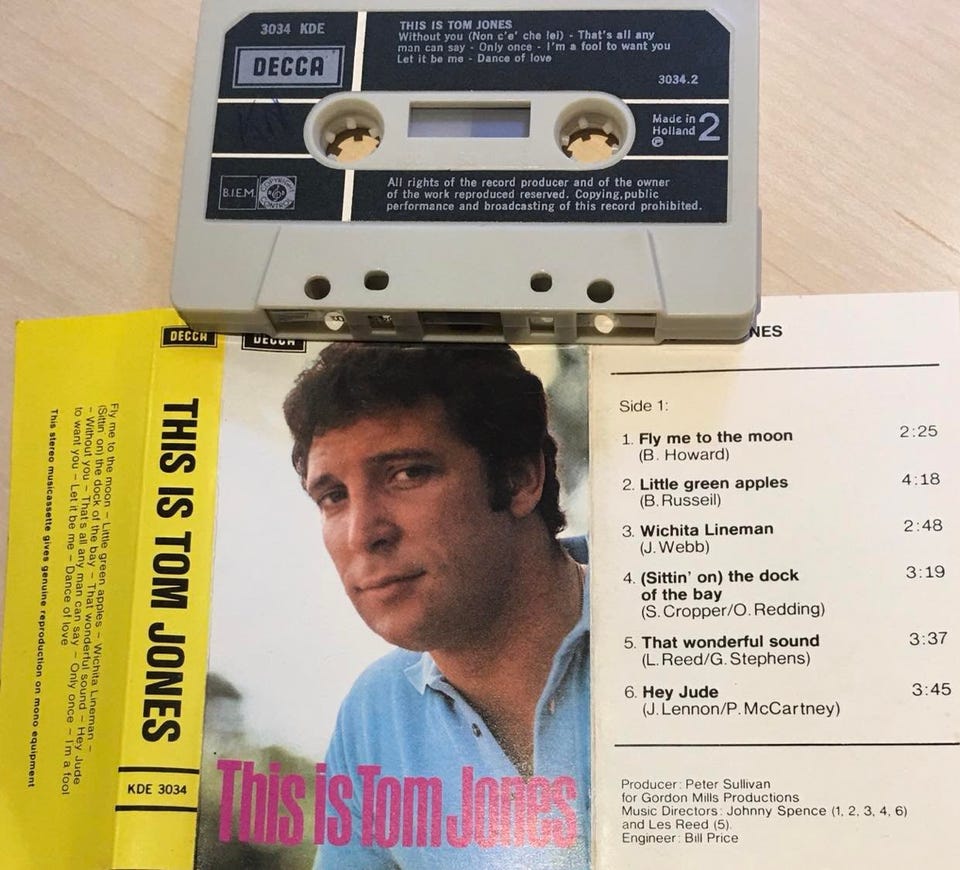 3034 KDE
DECCA
THIS IS TOM JONES
Without you (Non c'e' che lei) - That's all any
man can say - Only once - I'm a fool to want you
Let it be me - Dance of love
3034.2
Made in
Holland 2
℗
B.I.E.M.
COPYRIGHT CONTROL
All rights of the record producer and of the owner
of the work reproduced reserved. Copying, public
performance and broadcasting of this record prohibited.
Fly me to the moon – Little green apples – Wichita Lineman –
(Sittin' on) the dock of the bay – That wonderful sound – Hey Jude
– Without you – That's all any man can say – Only once – I'm a fool
to want you – Let it be me – Dance of love
This stereo musicassette gives genuine reproduction on mono equipment
DECCA
THIS IS TOM JONES
KDE 3034
DECCA
This is Tom Jones
NES
Side 1:
1. Fly me to the moon 2:25
(B. Howard)
2. Little green apples 4:18
(B. Russell)
3. Wichita Lineman 2:48
(J. Webb)
4. (Sittin' on) the dock 3:19
of the bay
(S. Cropper/O. Redding)
5. That wonderful sound 3:37
(L. Reed/G. Stephens)
6. Hey Jude 3:45
(J. Lennon/P. McCartney)
Producer: Peter Sullivan
for Gordon Mills Productions
Music Directors: Johnny Spence (1, 2, 3, 4, 6)
and Les Reed (5).
Engineer: Bill Price